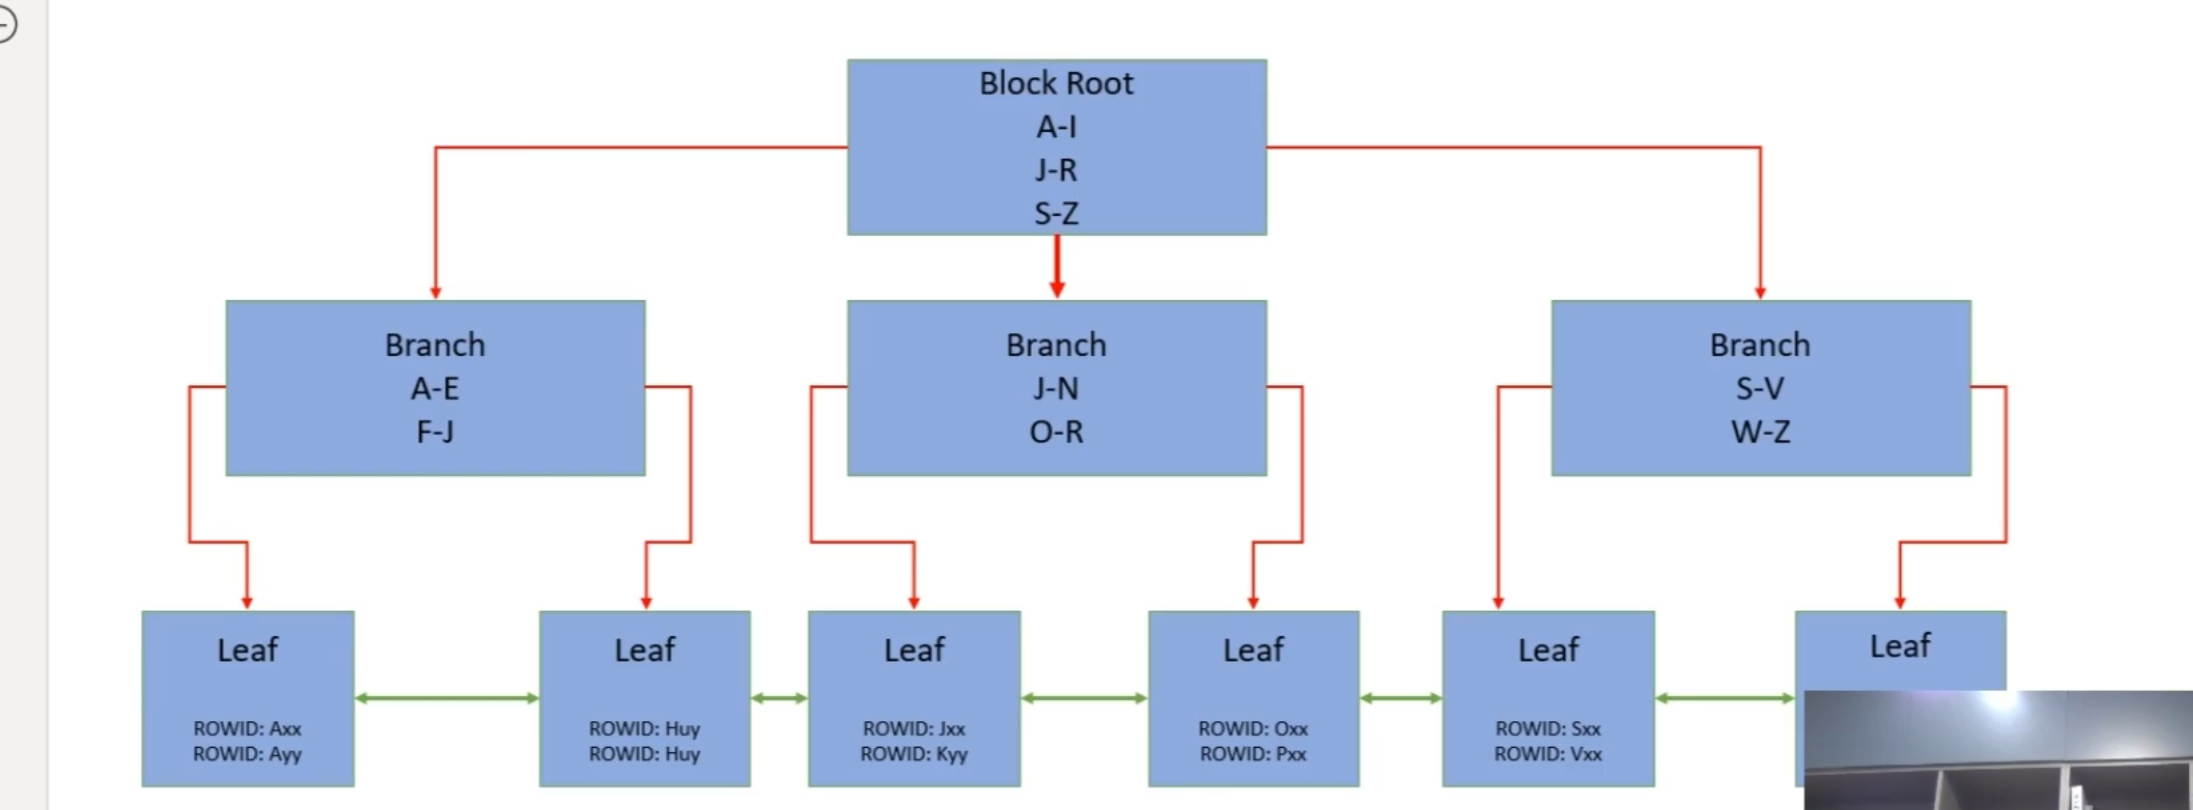 Block Root
A-I
J-R
S-Z
Branch
A-E
F-J
Branch
J-N
O-R
Branch
S-V
W-Z
Leaf
ROWID: Axx
ROWID: Ayy
Leaf
ROWID: Huy
ROWID: Huy
Leaf
ROWID: Jxx
ROWID: Kyy
Leaf
ROWID: Oxx
ROWID: Pxx
Leaf
ROWID: Sxx
ROWID: Vxx
Leaf